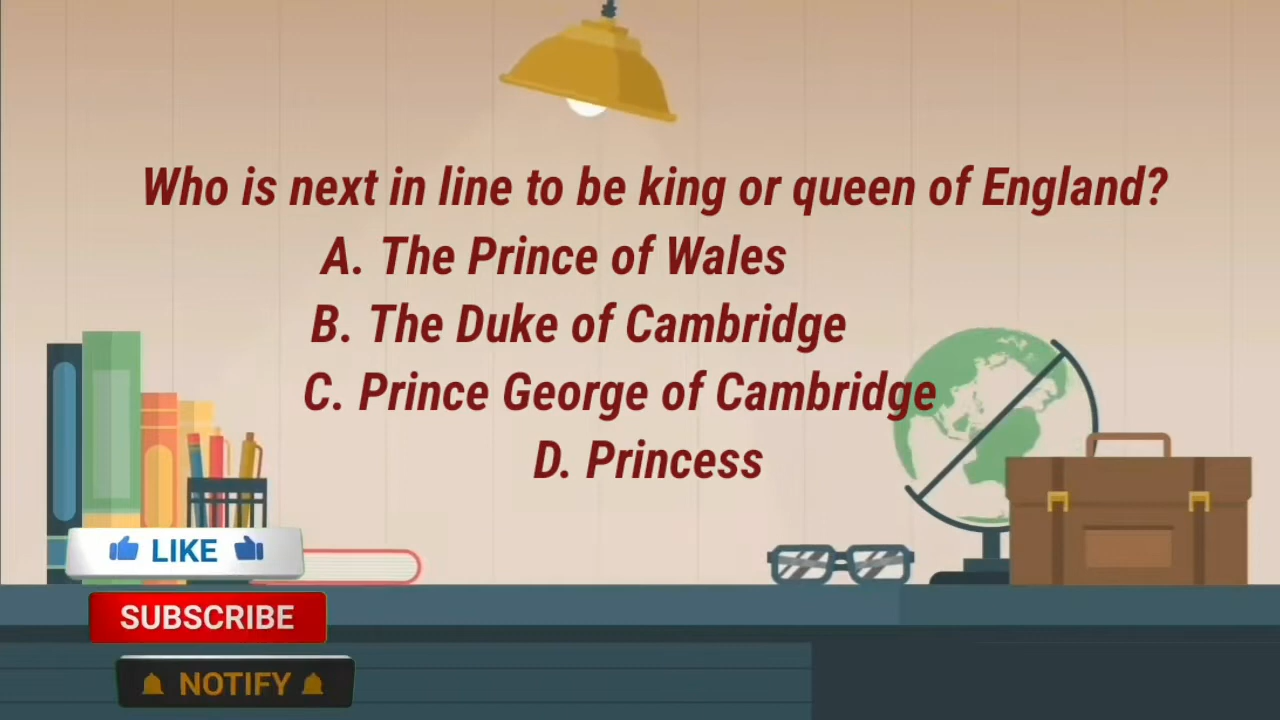 Who is next in line to be king or queen of England?
A. The Prince of Wales
B. The Duke of Cambridge
C. Prince George of Cambridge
D. Princess
LIKE
SUBSCRIBE
NOTIFY